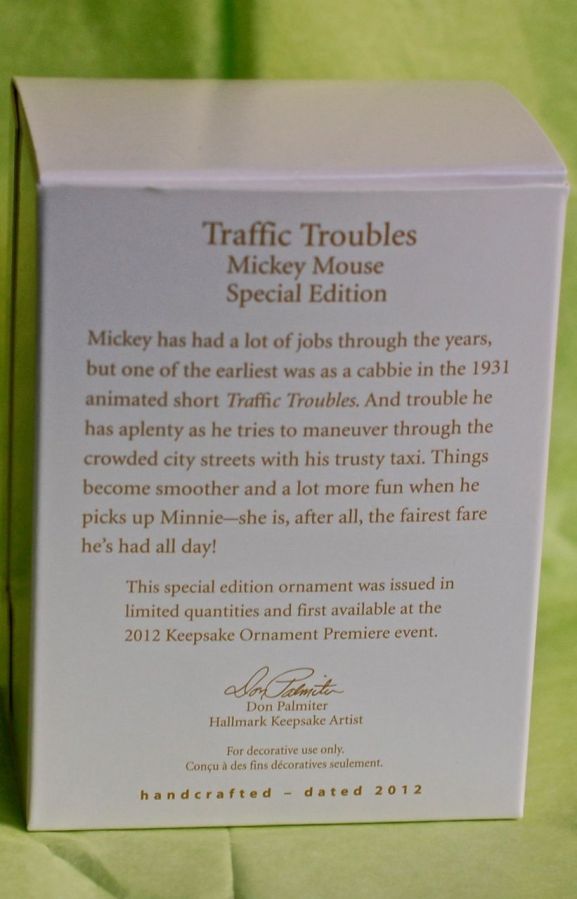 Traffic Troubles
Mickey Mouse
Special Edition
Mickey has had a lot of jobs through the years,
but one of the earliest was as a cabbie in the 1931
animated short Traffic Troubles. And trouble he
has aplenty as he tries to maneuver through the
crowded city streets with his trusty taxi. Things
become smoother and a lot more fun when he
picks up Minnie—she is, after all, the fairest fare
he's had all day!
This special edition ornament was issued in
limited quantities and first available at the
2012 Keepsake Ornament Premiere event.
Don Palmiter
Don Palmiter
Hallmark Keepsake Artist
For decorative use only.
Conçu à des fins décoratives seulement.
handcrafted – dated 2012